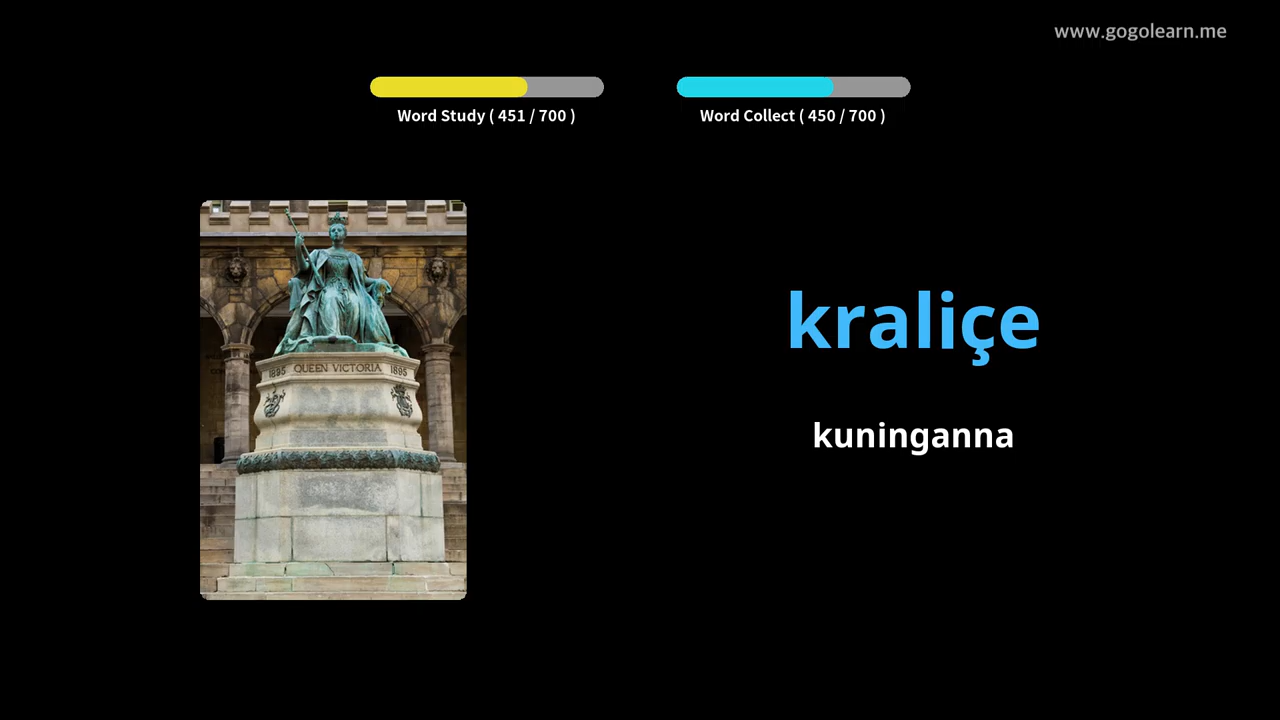 www.gogolearn.me
Word Study ( 451 / 700 )
Word Collect ( 450 / 700 )
kraliçe
kuninganna
1895 QUEEN VICTORIA 1895